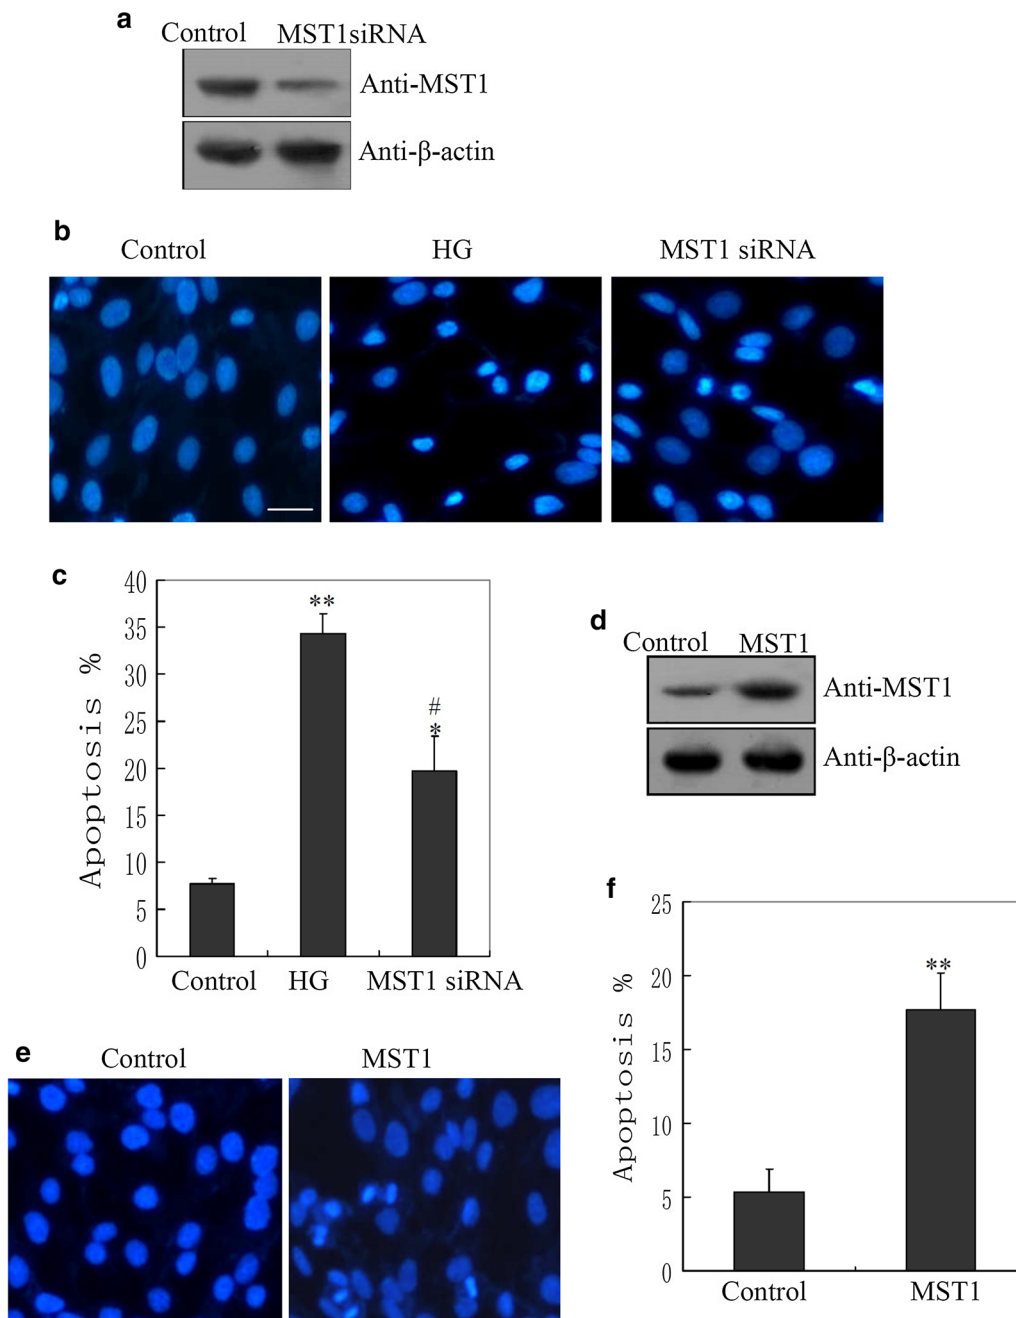 a
Control MST1siRNA
Anti-MST1
Anti-β-actin
b
Control HG MST1 siRNA
c
Apoptosis %
40
35
30
25
20
15
10
5
0
**
#
*
Control HG MST1 siRNA
d
Control MST1
Anti-MST1
Anti-β-actin
e
Control MST1
f
Apoptosis %
25
20
15
10
5
0
**
Control MST1